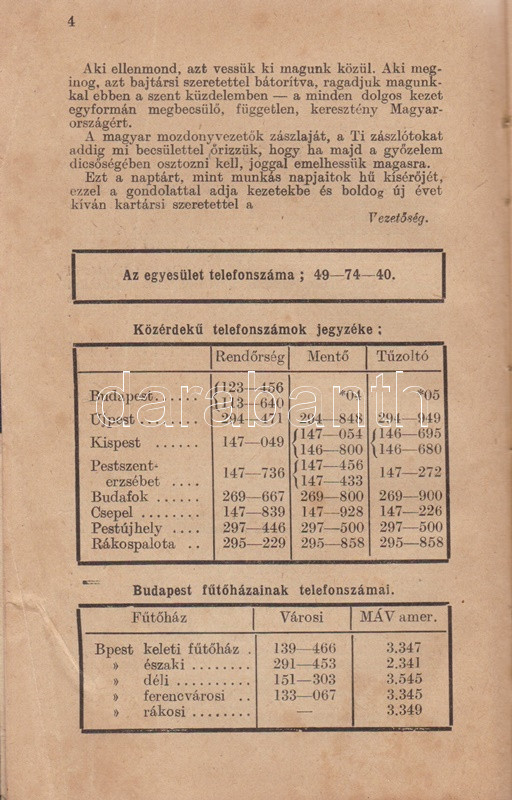 4
Aki ellenmond, azt vessük ki magunk közül. Aki meg-
inog, azt bajtársi szeretettel bátorítva, ragadjuk magunk-
kal ebben a szent küzdelemben — a minden dolgos kezet
egyformán megbecsülő, független, keresztény Magyar-
országért.
A magyar mozdonyvezetők zászlaját, a Ti zászlótokat
addig mi becsülettel őrizzük, hogy ha majd a győzelem
dicsőségében osztozni kell, joggal emelhessük magasra.
Ezt a naptárt, mint munkás napjaitok hű kísérőjét,
ezzel a gondolattal adja kezetekbe és boldog új évet
kíván kartársi szeretettel a
Vezetőség.
Az egyesület telefonszáma ; 49—74—40.
Közérdekű telefonszámok jegyzéke ;
Rendőrség Mentő Tűzoltó
Budapest . . . . . 123—456 113—640 *04 *05
Ujpest . . . . . . 294—471 294—848 294—949
Kispest . . . . . . 147—049 147—054 146—800 146—695 146—680
Pestszent-
erzsébet . . . . 147—736 147—456 147—433 147—272
Budafok . . . . . . 269—667 269—800 269—900
Csepel . . . . . . . 147—839 147—928 147—226
Pestújhely . . . . 297—446 297—500 297—500
Rákospalota . . 295—229 295—858 295—858
Budapest fűtőházainak telefonszámai.
Fűtőház Városi MÁV amer.
Bpest keleti fűtőház . 139—466 3.347
» északi . . . . . . . . 291—453 2.341
» déli . . . . . . . . . . 151—303 3.545
» ferencvárosi . . 133—067 3.345
» rákosi . . . . . . . . — 3.349
darabanth